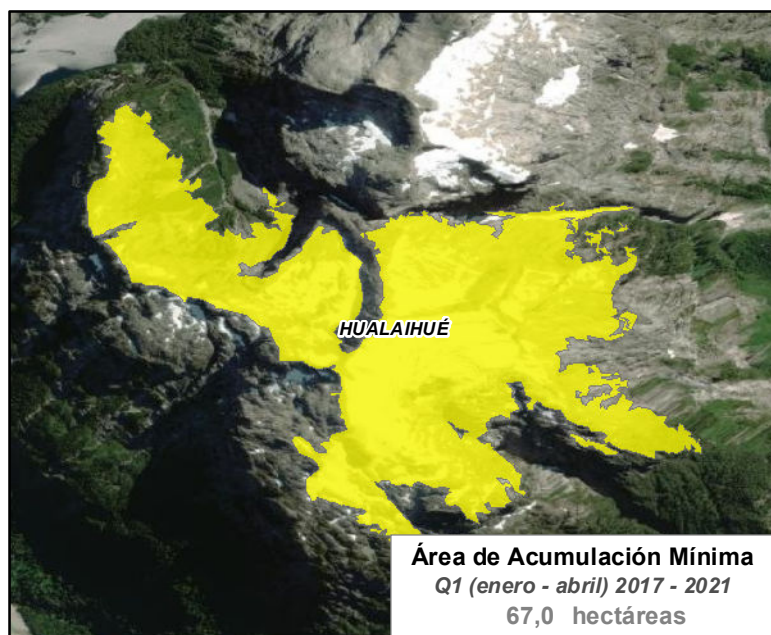 HUALAIHUÉ
Área de Acumulación Mínima
Q1 (enero - abril) 2017 - 2021
67,0 hectáreas